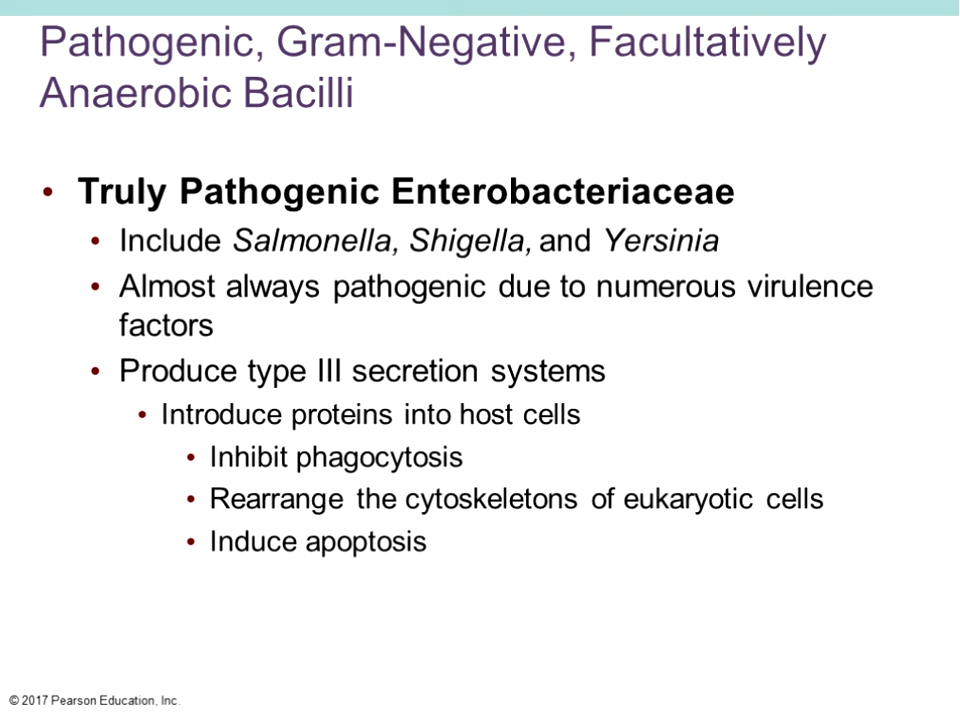 Pathogenic, Gram-Negative, Facultatively
Anaerobic Bacilli
• Truly Pathogenic Enterobacteriaceae
• Include Salmonella, Shigella, and Yersinia
• Almost always pathogenic due to numerous virulence
factors
• Produce type III secretion systems
• Introduce proteins into host cells
• Inhibit phagocytosis
• Rearrange the cytoskeletons of eukaryotic cells
• Induce apoptosis
© 2017 Pearson Education, Inc.